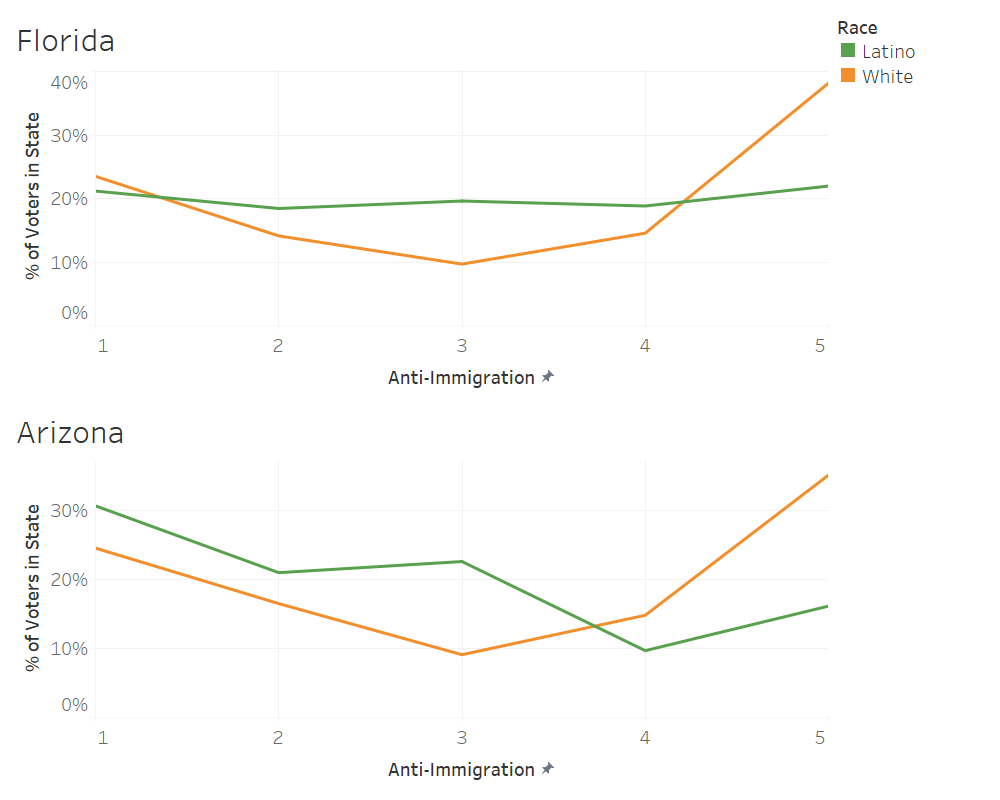 Florida
Race
Latino
White
40%
30%
20%
10%
0%
% of Voters in State
1 2 3 4 5
Anti-Immigration
Arizona
30%
20%
10%
0%
% of Voters in State
1 2 3 4 5
Anti-Immigration